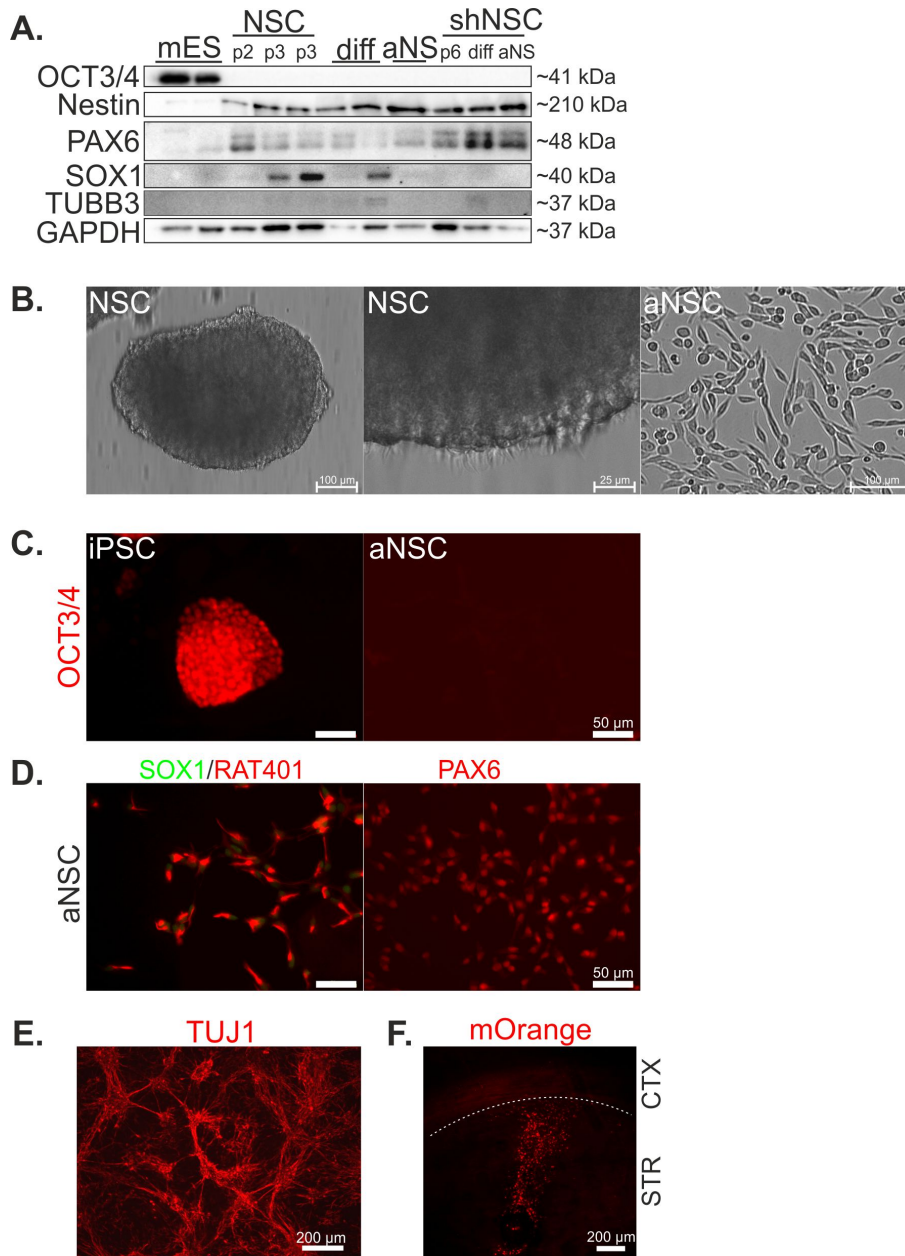 A.
NSC
shNSC
mES p2 p3 p3 diff aNS p6 diff aNS
OCT3/4 ~41 kDa
Nestin ~210 kDa
PAX6 ~48 kDa
SOX1 ~40 kDa
TUBB3 ~37 kDa
GAPDH ~37 kDa
B.
NSC NSC aNSC
100 µm 25 µm 100 µm
C.
iPSC aNSC
OCT3/4
50 µm
D.
SOX1/RAT401 PAX6
aNSC
50 µm
E. TUJ1 F. mOrange
CTX
STR
200 µm 200 µm